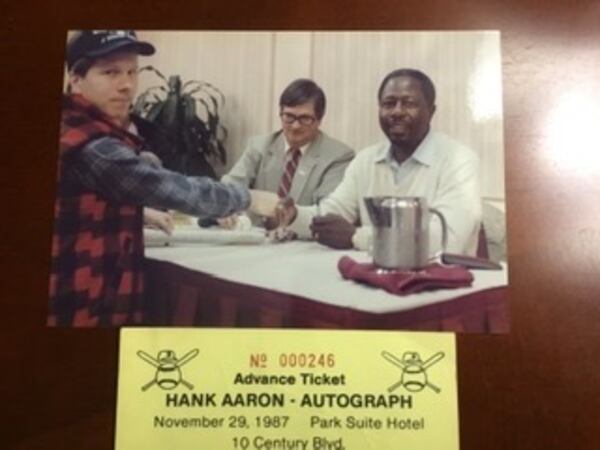 Nº 000246
Advance Ticket
HANK AARON - AUTOGRAPH
November 29, 1987 Park Suite Hotel
10 Century Blvd.